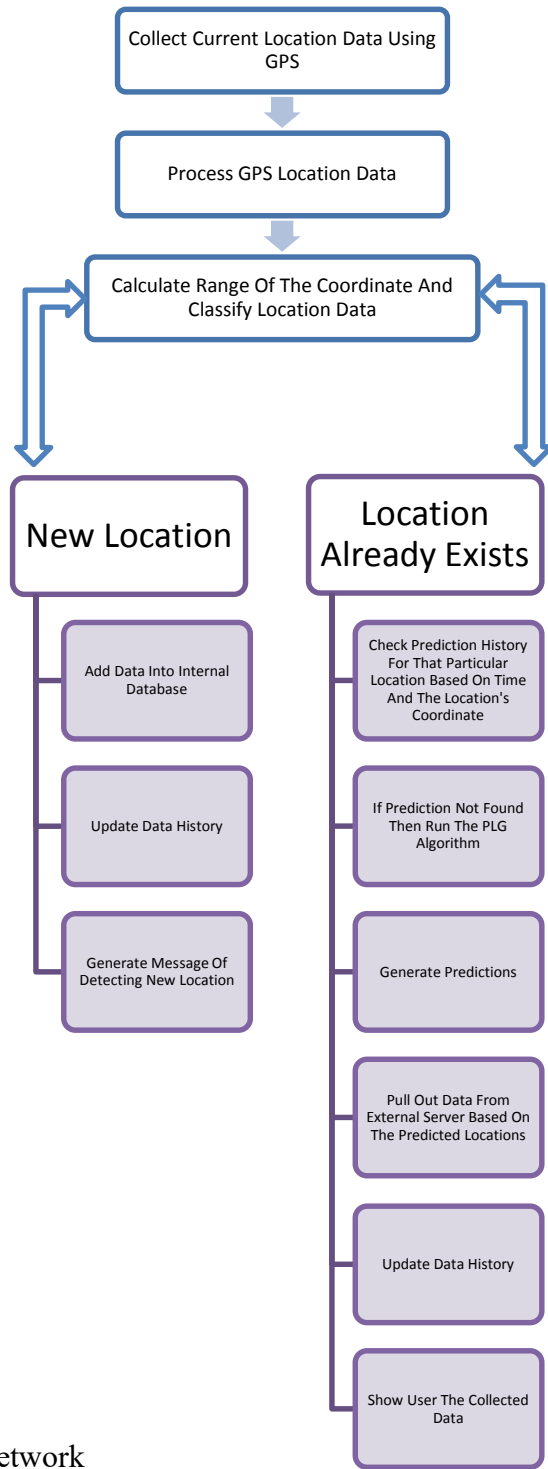 Collect Current Location Data Using
GPS
Process GPS Location Data
Calculate Range Of The Coordinate And
Classify Location Data
New Location
Add Data Into Internal
Database
Update Data History
Generate Message Of
Detecting New Location
Location
Already Exists
Check Prediction History
For That Particular
Location Based On Time
And The Location's
Coordinate
If Prediction Not Found
Then Run The PLG
Algorithm
Generate Predictions
Pull Out Data From
External Server Based On
The Predicted Locations
Update Data History
Show User The Collected
Data
etwork